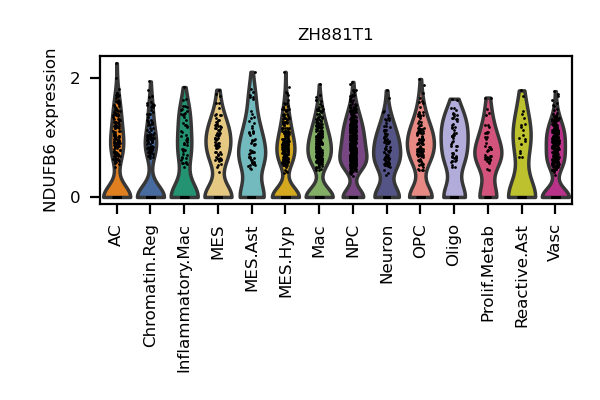 ZH881T1
NDUFB6 expression
2
0
AC
Chromatin.Reg
Inflammatory.Mac
MES
MES.Ast
MES.Hyp
Mac
NPC
Neuron
OPC
Oligo
Prolif.Metab
Reactive.Ast
Vasc